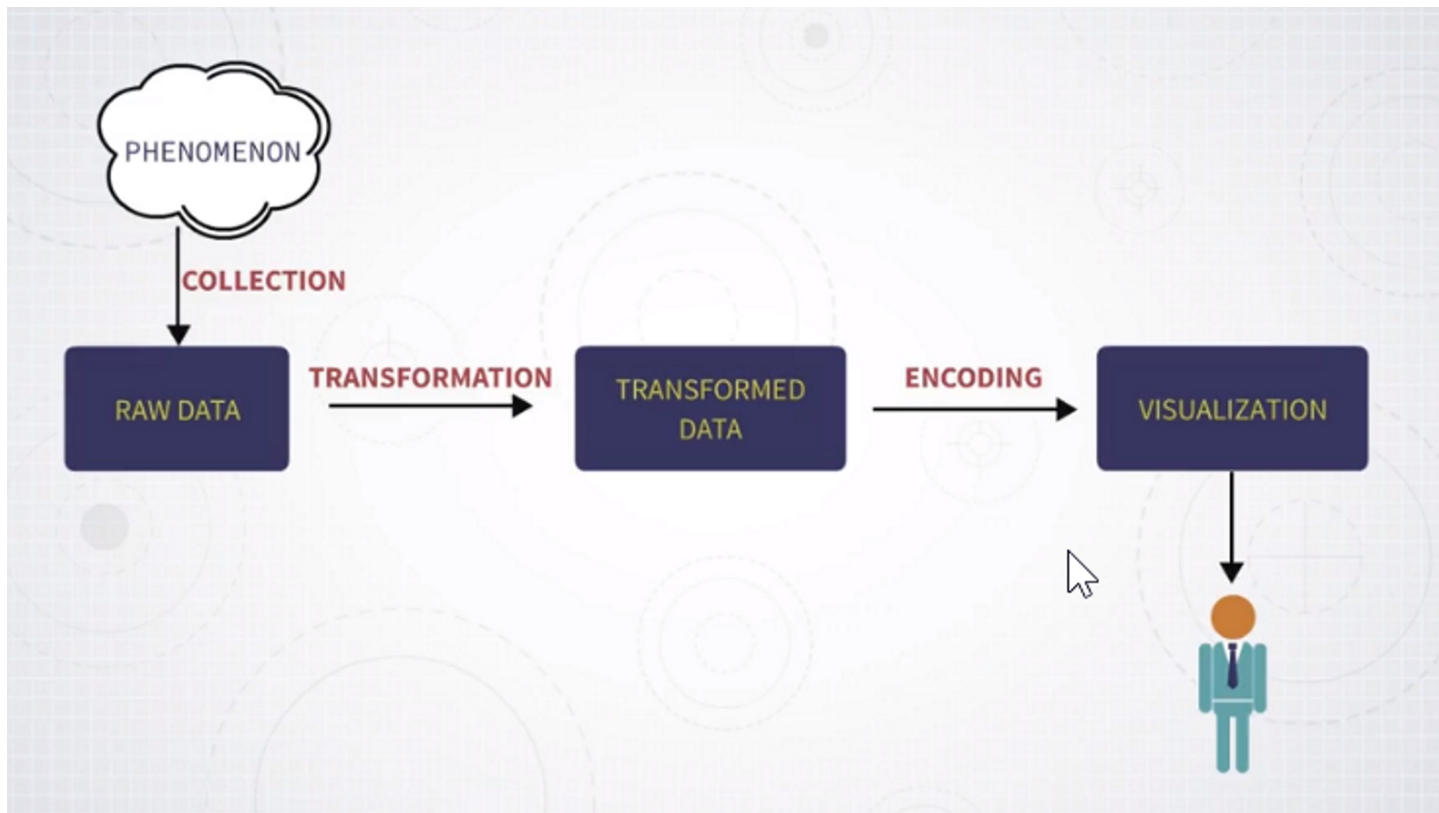 PHENOMENON
COLLECTION
RAW DATA
TRANSFORMATION
TRANSFORMED
DATA
ENCODING
VISUALIZATION